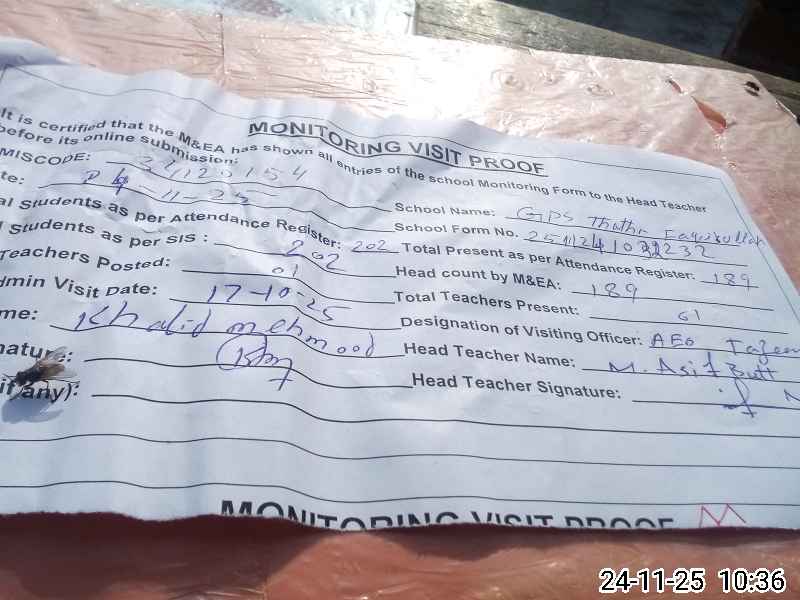 MONITORING VISIT PROOF
It is certified that the M&EA has shown all entries of the school Monitoring Form to the Head Teacher
before its online submission:
MISCODE: 34120154 School Name: GPS Thathi Faqirullah
te: 24-11-25 School Form No.
al Students as per Attendance Register: 202 Total Present as per Attendance Register: 189
l Students as per SIS : 202 Head count by M&EA: 189
Teachers Posted: 01 Total Teachers Present: 01
dmin Visit Date: 17-10-25 Designation of Visiting Officer: AEO
me: Khalid mehmood Head Teacher Name: M. Asif Butt
nature: Head Teacher Signature:
if any):
MONITORING VISIT PROOF M
24-11-25 10:36